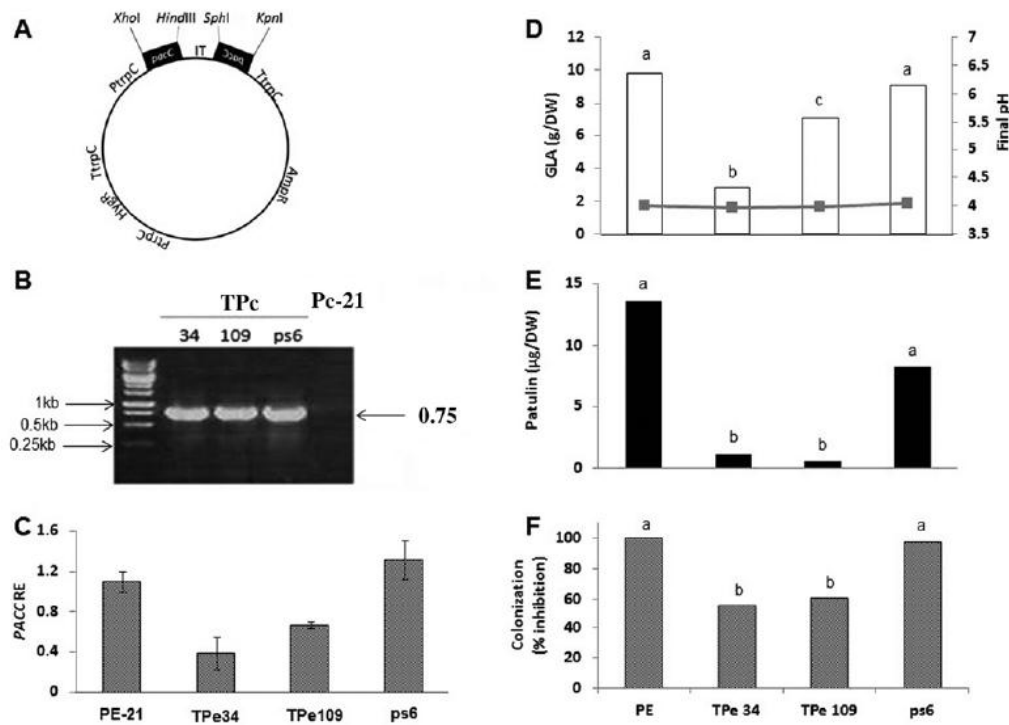 A
XhoI HindIII SphI KpnI
pacC IT pacC
PtrpC TtrpC
TtrpC
HygR
PtrpC
AmpR
B
TPc Pc-21
34 109 ps6
1kb
0.5kb
0.25kb
0.75
C
PACCRE
1.6
1.2
0.8
0.4
0
PE-21 TPe34 TPe109 ps6
D
GLA (g/DW)
12
10
8
6
4
2
0
a b c a
7
6.5
6
5.5
5
4.5
4
3.5
Final pH
E
Patulin (µg/DW)
15
10
5
0
a b b a
F
Colonization
(% inhibition)
100
80
60
40
20
0
a b b a
PE TPe 34 TPe 109 ps6